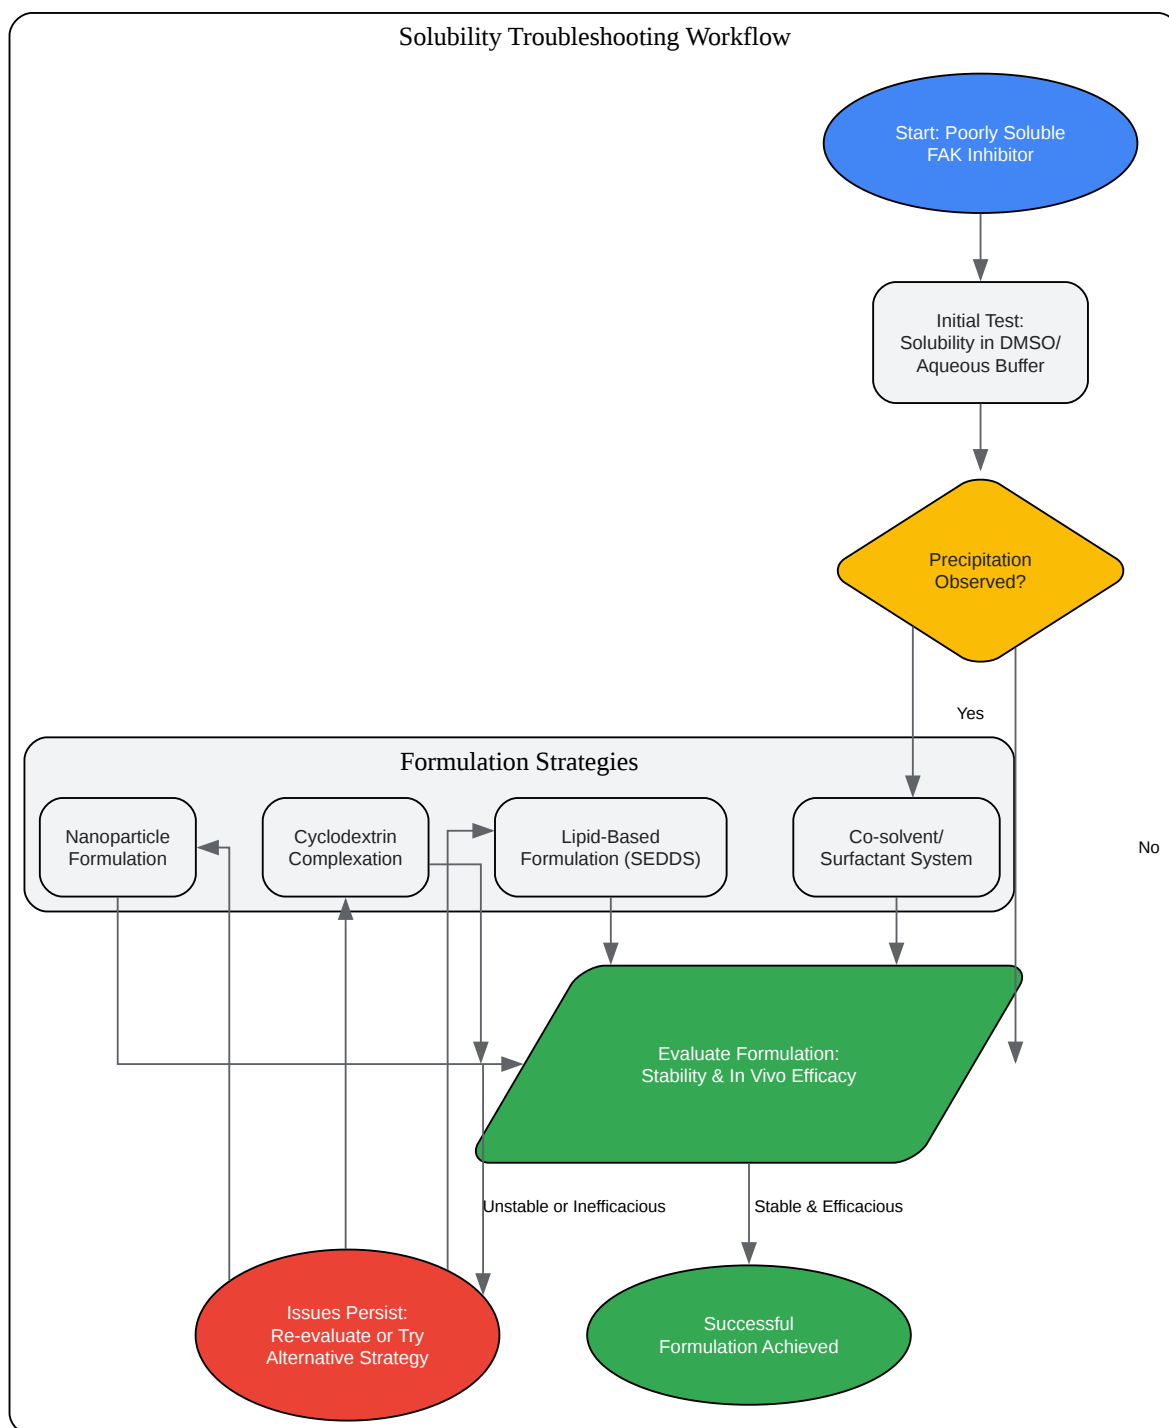 Solubility Troubleshooting Workflow
Start: Poorly Soluble
FAK Inhibitor
Initial Test:
Solubility in DMSO/
Aqueous Buffer
Precipitation
Observed?
Yes
No
Formulation Strategies
Nanoparticle
Formulation
Cyclodextrin
Complexation
Lipid-Based
Formulation (SEDDS)
Co-solvent/
Surfactant System
Evaluate Formulation:
Stability & In Vivo Efficacy
Unstable or Inefficacious
Stable & Efficacious
Issues Persist:
Re-evaluate or Try
Alternative Strategy
Successful
Formulation Achieved